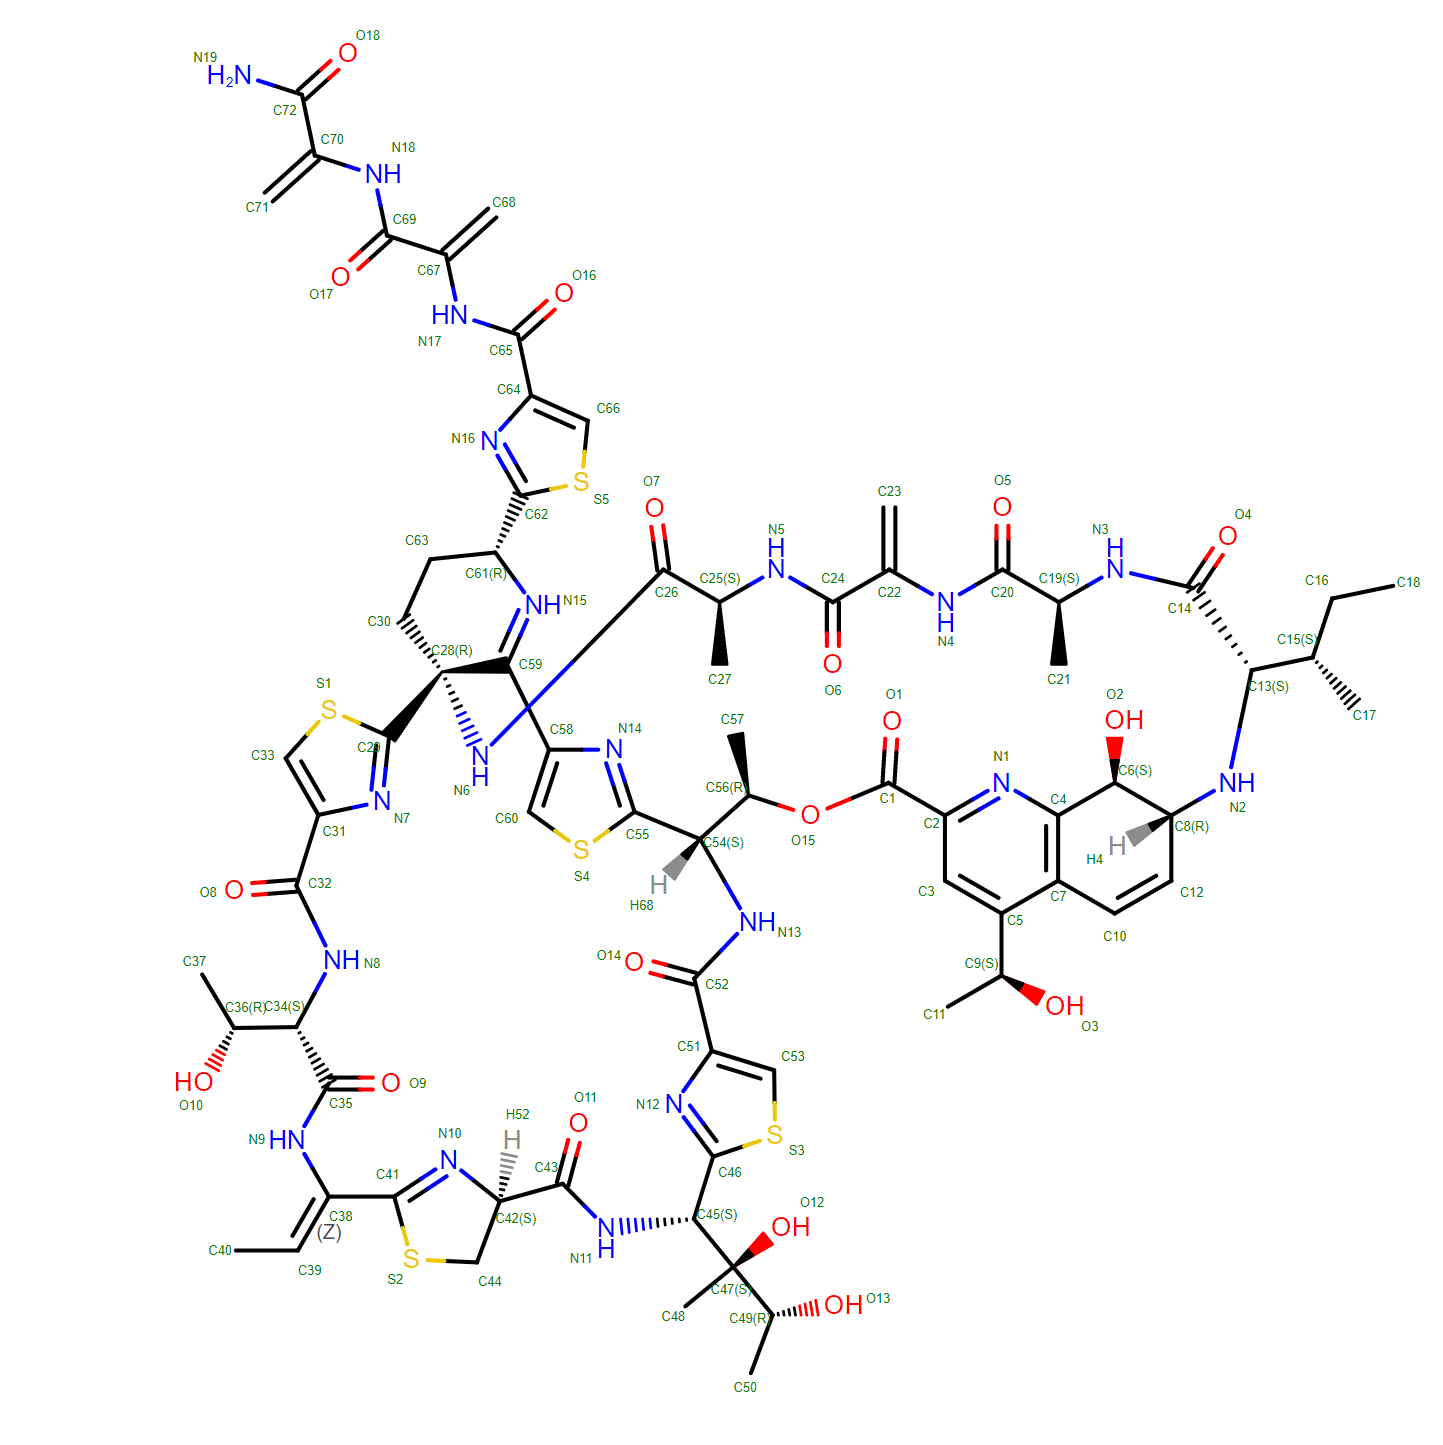 O18
N19
H2N O
C72
C70
N18
NH
C71
C68
C69
O
C67
O17
O16
O
HN
N17
C65
C64
C66
N16 N
O7
O
S
S5
C62
C23
O5
O
N5
H
N
N3
H
N
O4
O
C63
C61(R)
C26
C25(S)
C24
C22
C20
C19(S)
C14
C16
C18
NH N15
N
H
N4
C30
C28(R)
C59
C27
O
O6
C21
C15(S)
C13(S)
C17
S1
S
C29
C33
C58
N14
N
N
H
N6
C57
O1
O
O2
OH
N
N7
C31
C60
C56(R)
C1
N1
N
C4
C6(S)
NH
N2
S
S4
C55
O
O15
C2
C8(R)
H
H4
C54(S)
H
H68
O8 O
C32
C3
C5
C7
C12
C10
NH N13
O14 O
C52
C9(S)
C11
OH
O3
C37
NH N8
C36(R)
C34(S)
C51
C53
HO
O10
O O9
C35
N12 N
S
S3
O11
O
H52
H
N9 HN
N10
N
C41
C43
C46
C42(S)
C45(S)
O12
OH
C38
(Z)
N
H
N11
C40
C39
S
S2
C44
C47(S)
C48
C49(R)
OH O13
C50